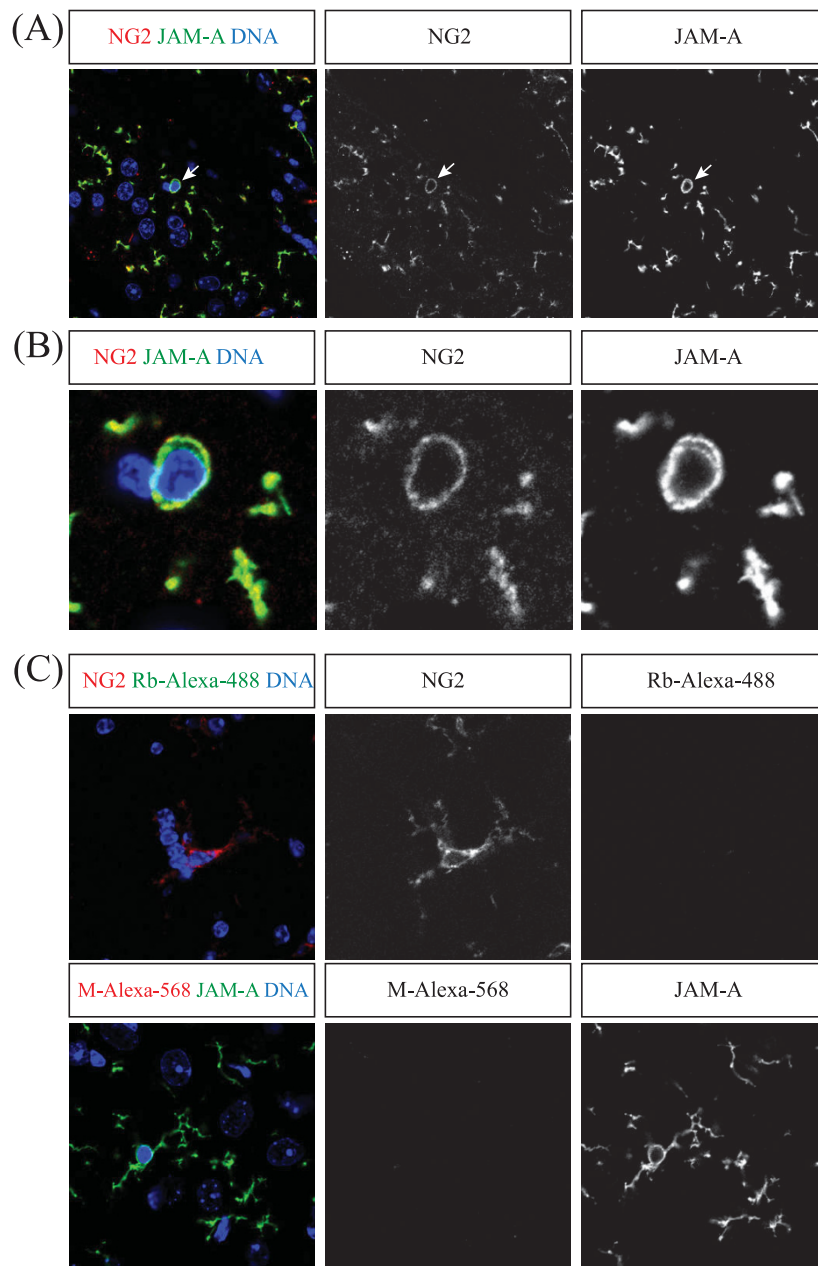 (A)
NG2 JAM-A DNA
NG2
JAM-A
(B)
NG2 JAM-A DNA
NG2
JAM-A
(C)
NG2 Rb-Alexa-488 DNA
NG2
Rb-Alexa-488
M-Alexa-568 JAM-A DNA
M-Alexa-568
JAM-A